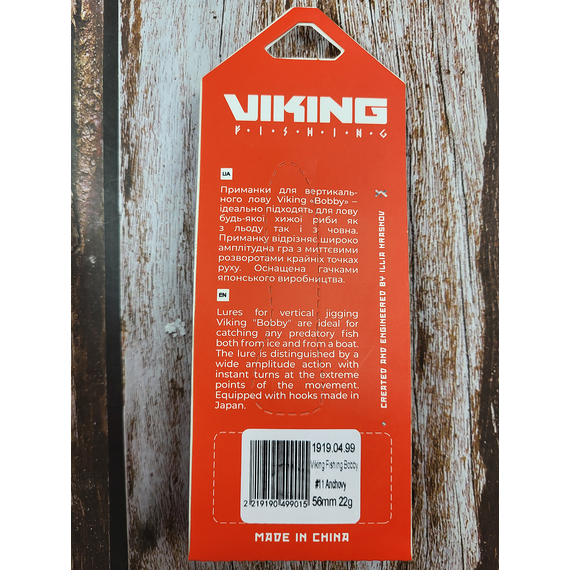 VIKING
F·I·S·H·I·N·G
UA
Приманки для вертикаль-
ного лову Viking «Bobby» –
ідеально підходять для лову
будь-якої хижої риби як
з льоду так і з човна.
Приманку відрізняє широко
амплітудна гра з миттєвими
розворотами крайніх точках
руху. Оснащена гачками
японського виробництва.
EN
Lures for vertical jigging
Viking "Bobby" are ideal for
catching any predatory fish
both from ice and from a boat.
The lure is distinguished by a
wide amplitude action with
instant turns at the extreme
points of the movement.
Equipped with hooks made in
Japan.
CREATED AND ENGINEERED BY ILLIA KRASNOV
1919.04.99
Viking Fishing Bobby
#11 Anchovy
56mm 22g
2 219190 499015
MADE IN CHINA